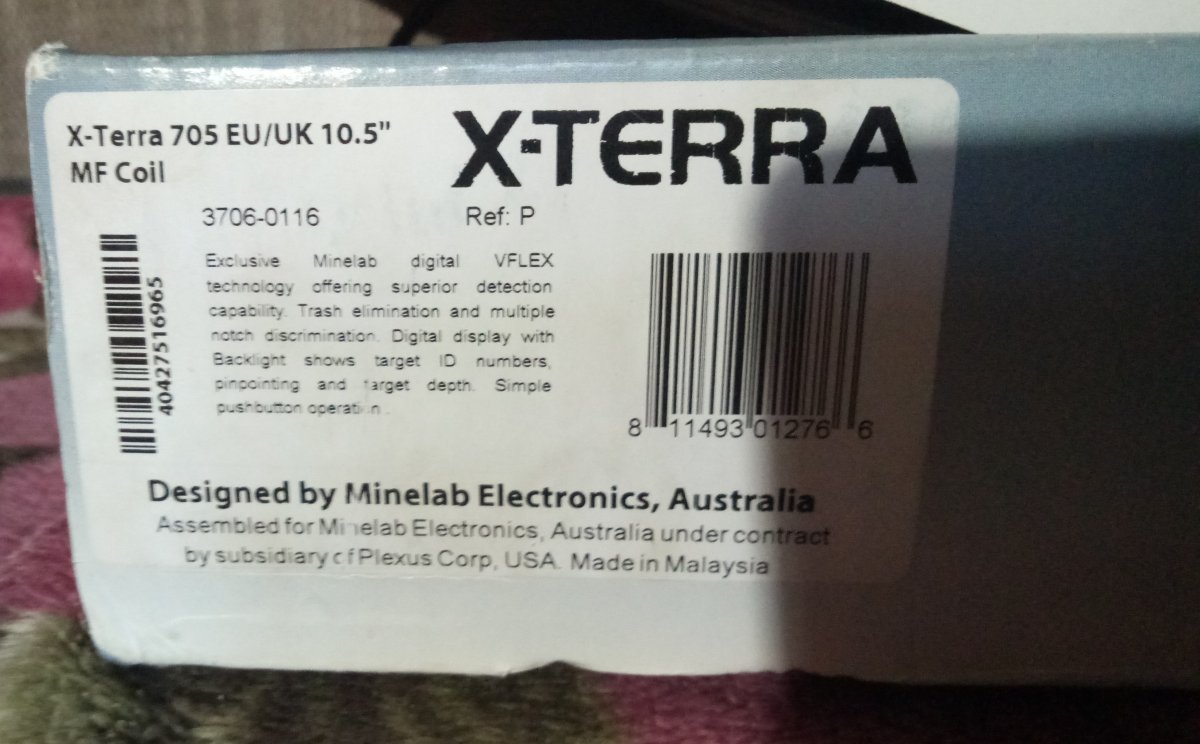 X-Terra 705 EU/UK 10.5"
MF Coil
X-TERRA
3706-0116 Ref: P
40427516965
Exclusive Minelab digital VFLEX
technology offering superior detection
capability. Trash elimination and multiple
notch discrimination. Digital display with
Backlight shows target ID numbers,
pinpointing and target depth. Simple
pushbutton operation.
8 11493 01276 6
Designed by Minelab Electronics, Australia
Assembled for Minelab Electronics, Australia under contract
by subsidiary of Plexus Corp, USA. Made in Malaysia